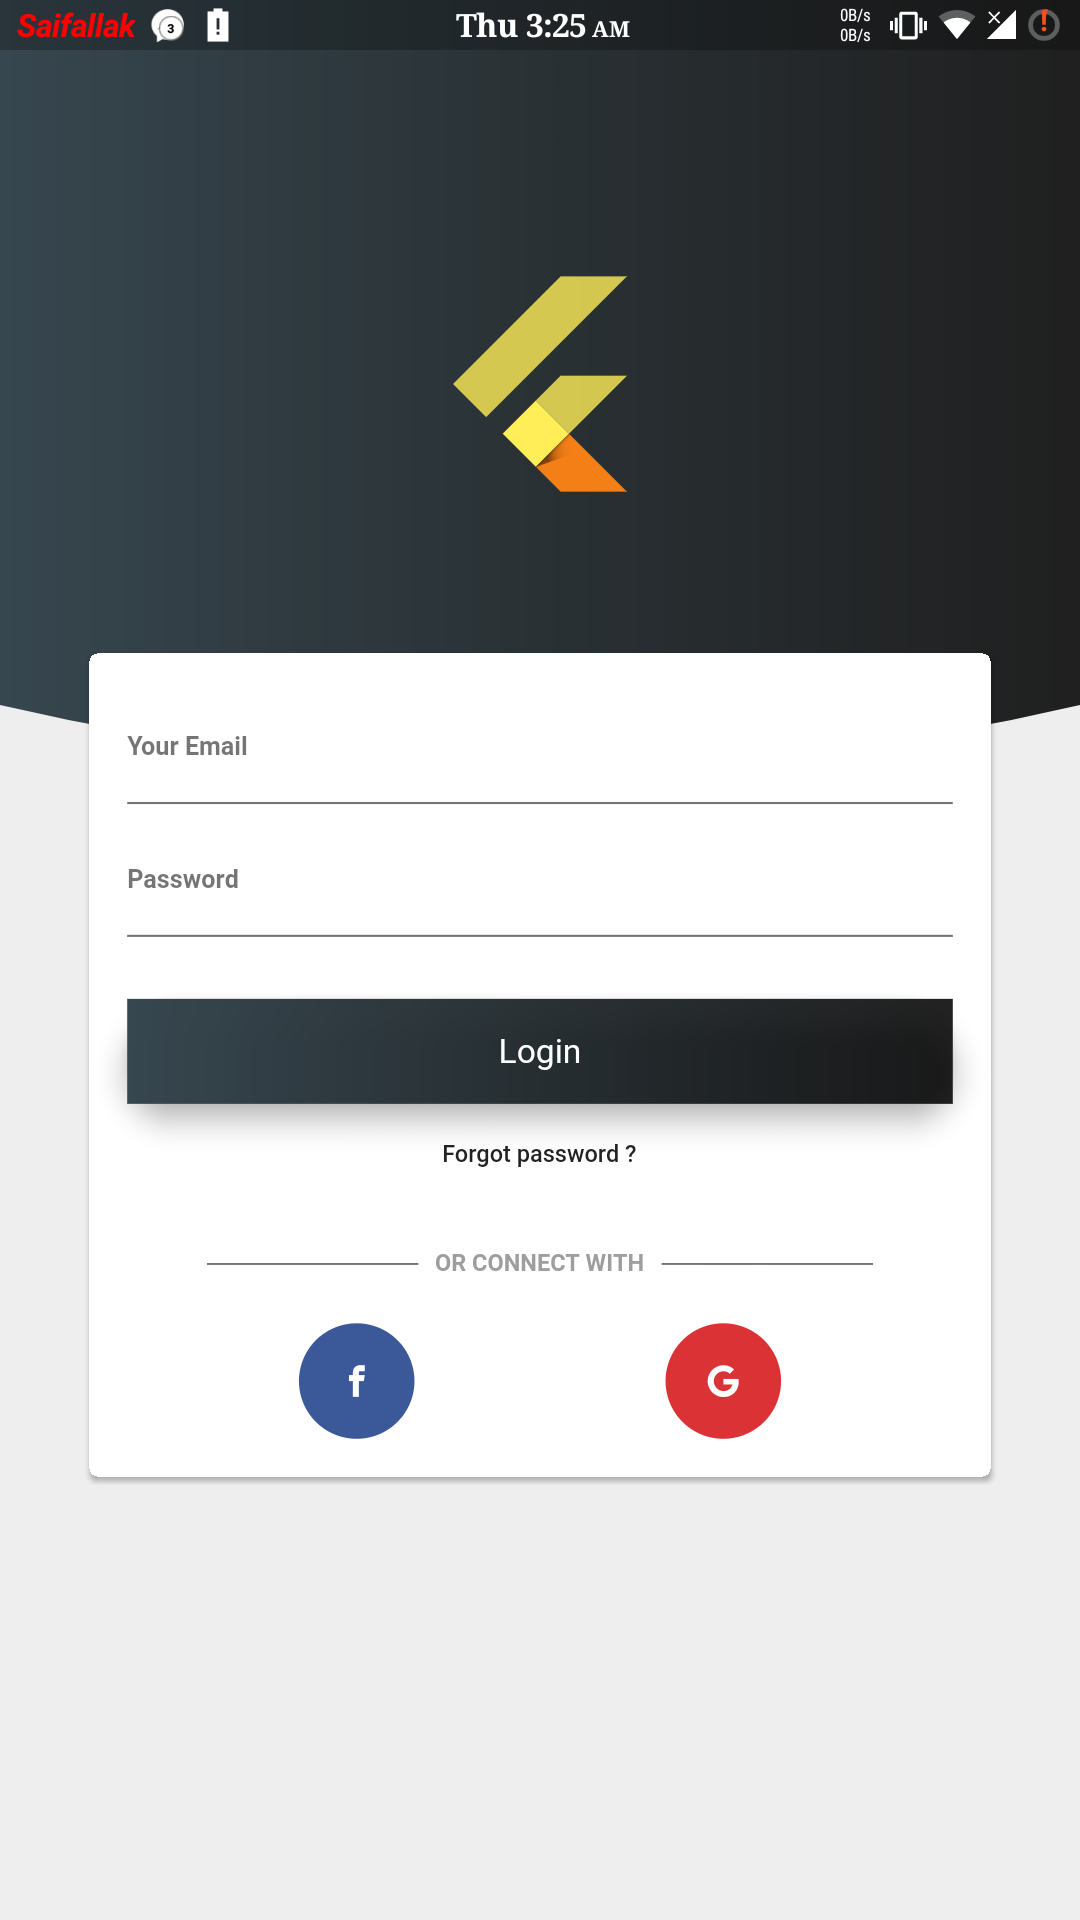 Saifallak 3 Thu 3:25 AM 0B/s
0B/s
Your Email
Password
Login
Forgot password ?
OR CONNECT WITH
f G